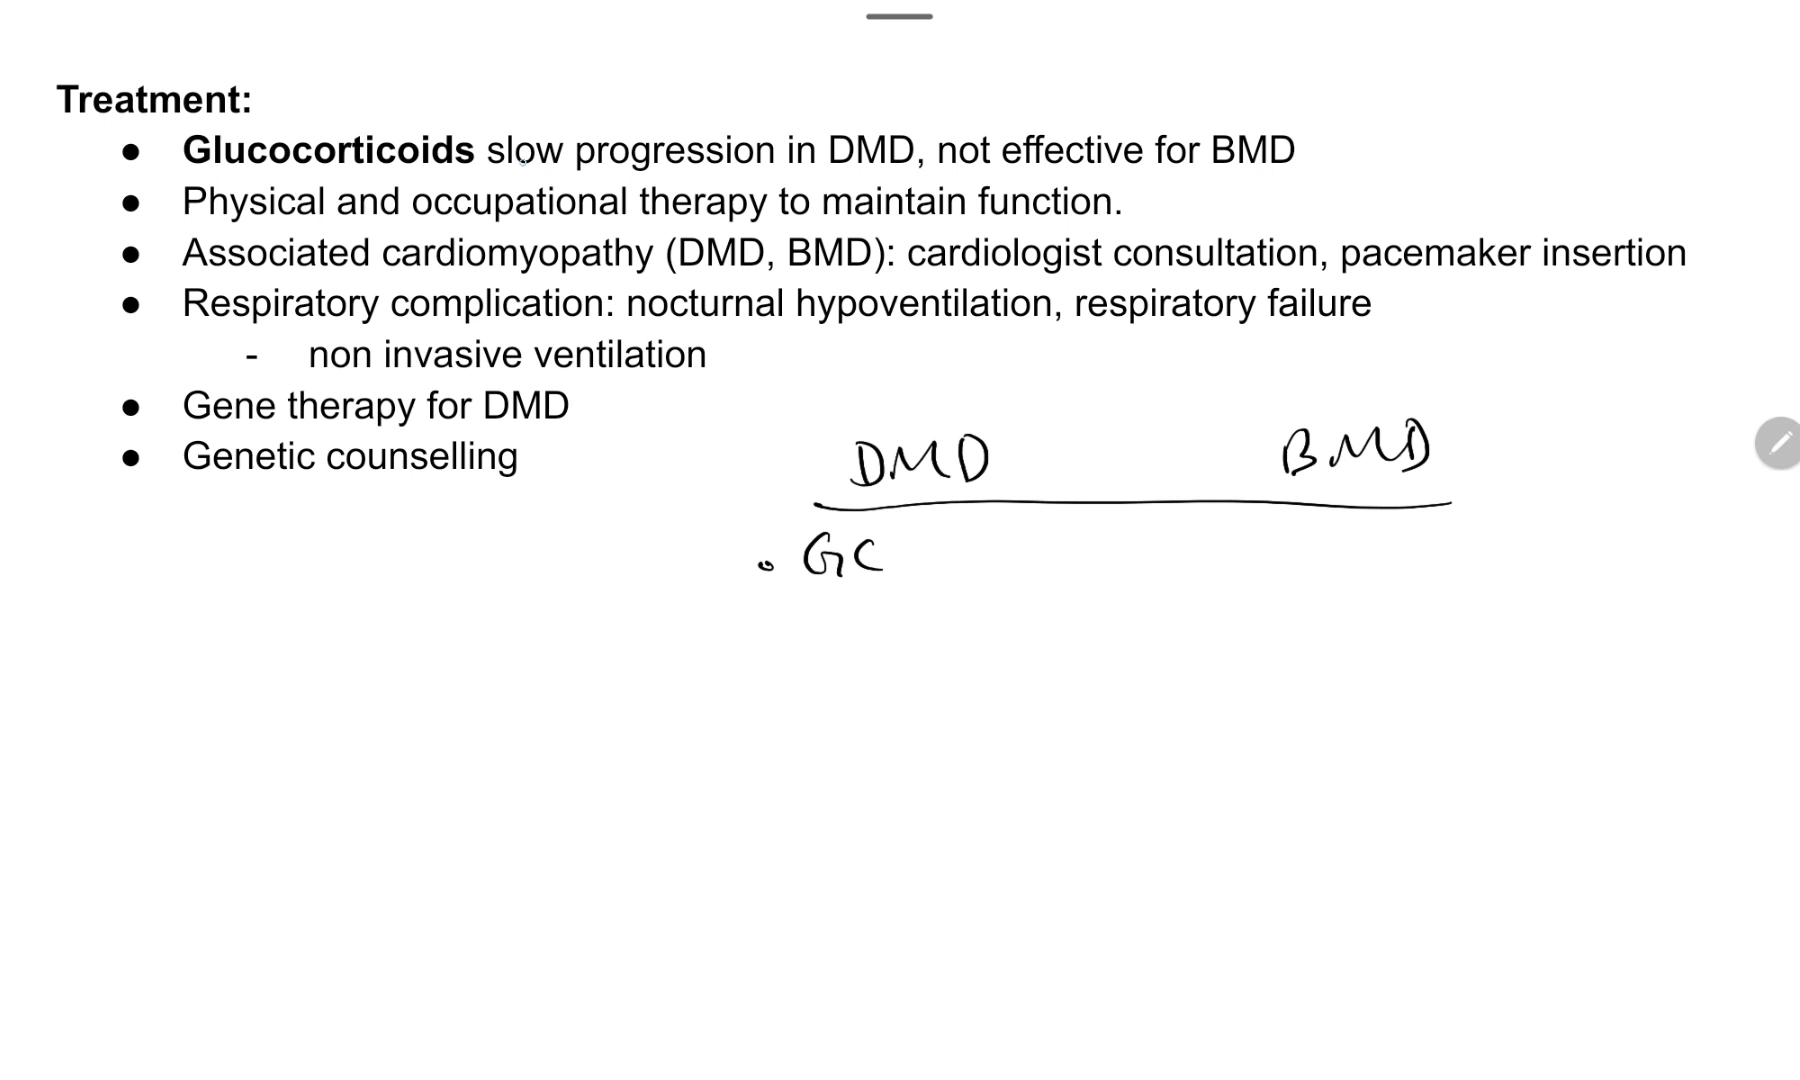 Treatment:
● Glucocorticoids slow progression in DMD, not effective for BMD
● Physical and occupational therapy to maintain function.
● Associated cardiomyopathy (DMD, BMD): cardiologist consultation, pacemaker insertion
● Respiratory complication: nocturnal hypoventilation, respiratory failure
- non invasive ventilation
● Gene therapy for DMD
● Genetic counselling
DMD BMD
• GC